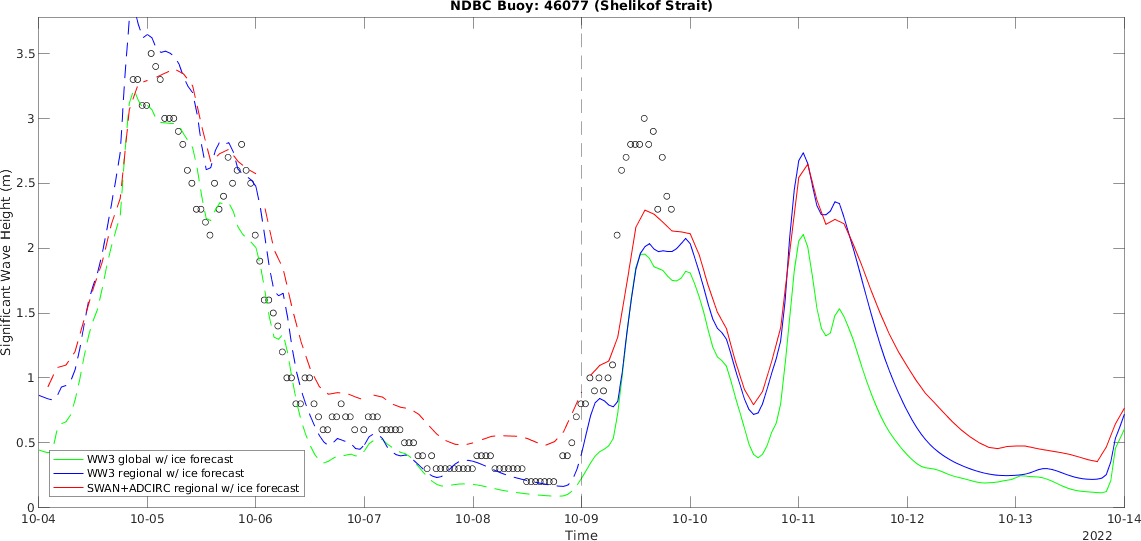 NDBC Buoy: 46077 (Shelikof Strait)
3.5
3
2.5
2
1.5
1
0.5
0
Significant Wave Height (m)
WW3 global w/ ice forecast
WW3 regional w/ ice forecast
SWAN+ADCIRC regional w/ ice forecast
10-04 10-05 10-06 10-07 10-08 10-09 10-10 10-11 10-12 10-13 10-14
Time
2022